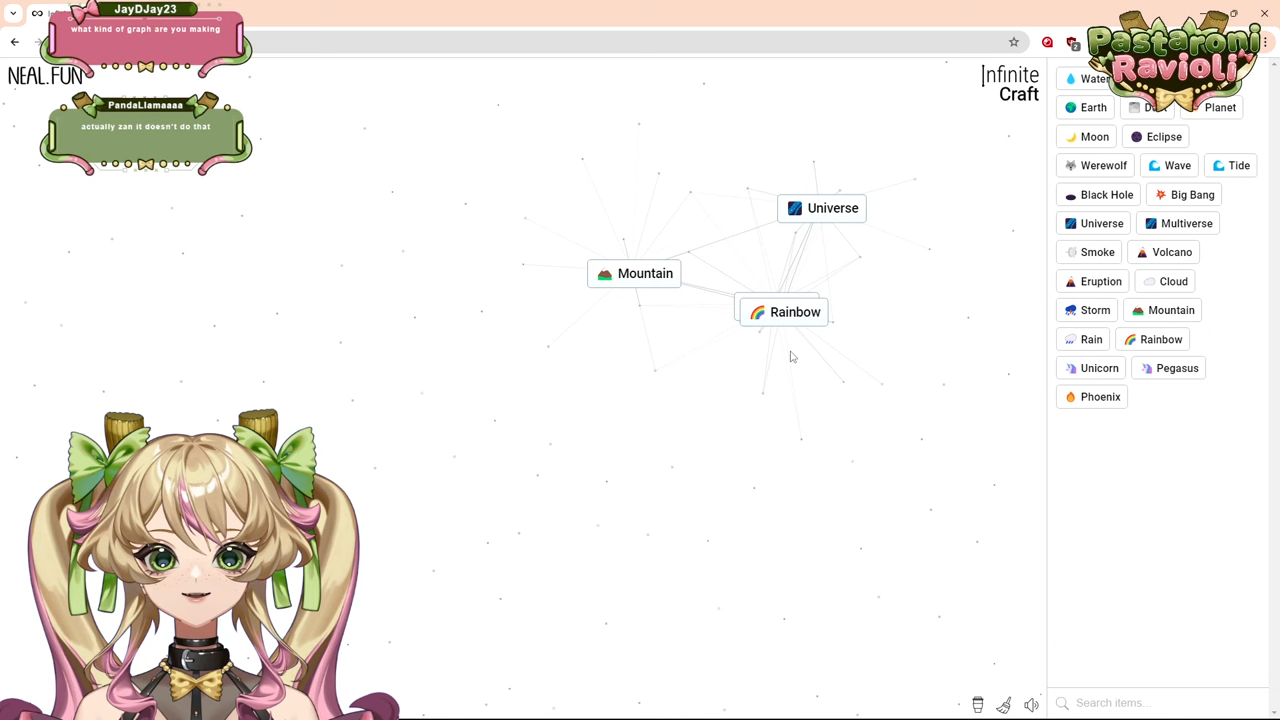 JayDJay23
what kind of graph are you making
NEAL.FUN
PandaLlamaaaa
actually zan it doesn't do that
Infinite
Craft
Pastaroni
Ravioli
2
Universe
Mountain
Rainbow
Water
Earth
Planet
Moon
Eclipse
Werewolf
Wave
Tide
Black Hole
Big Bang
Universe
Multiverse
Smoke
Volcano
Eruption
Cloud
Storm
Mountain
Rain
Rainbow
Unicorn
Pegasus
Phoenix
Search items...